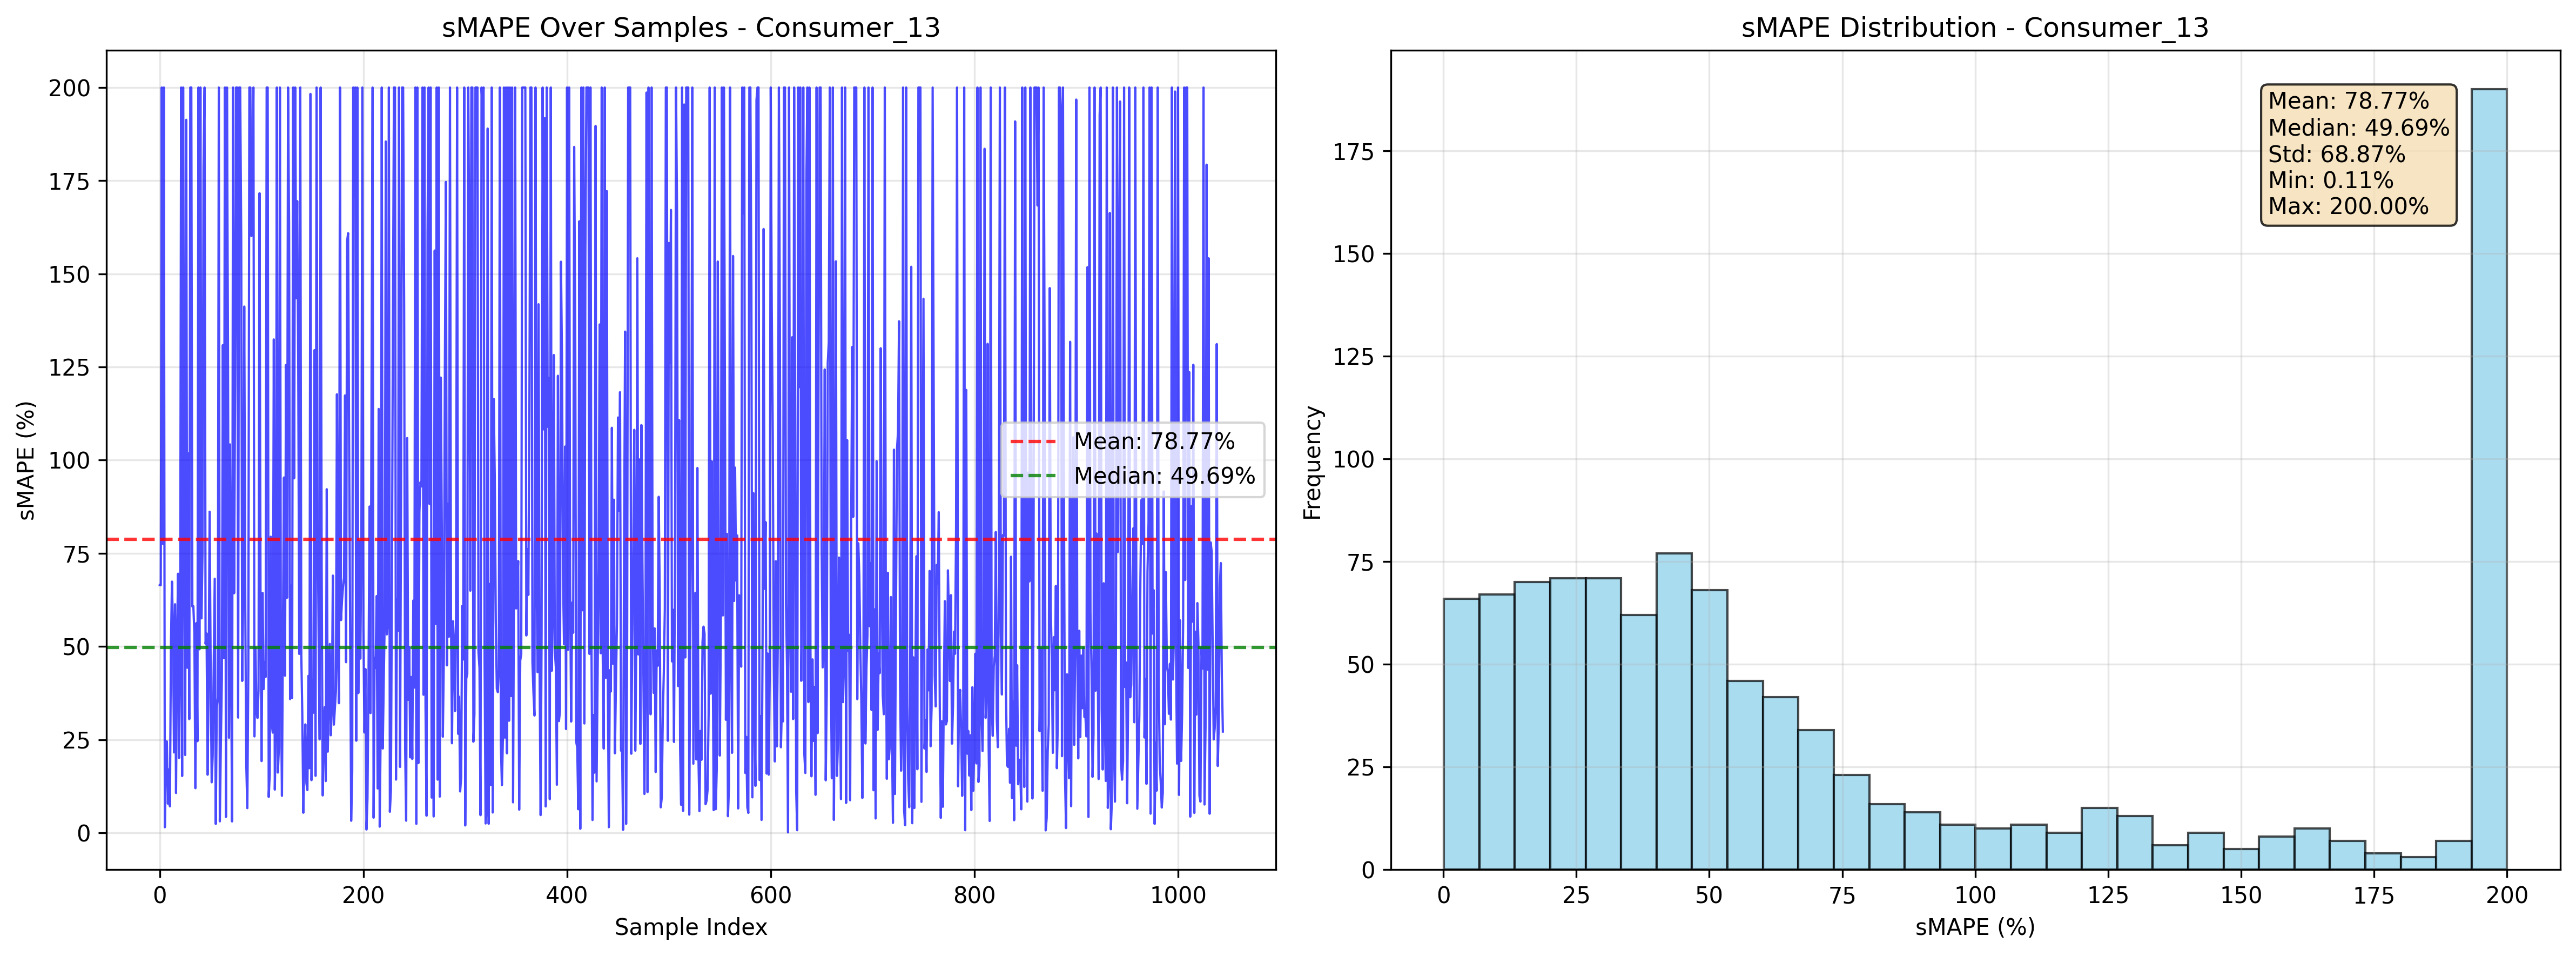 sMAPE Over Samples - Consumer_13
200
175
150
125
100
75
50
25
0
sMAPE (%)
Mean: 78.77%
Median: 49.69%
0
200
400
600
800
1000
Sample Index
sMAPE Distribution - Consumer_13
175
150
125
100
75
50
25
0
Frequency
Mean: 78.77%
Median: 49.69%
Std: 68.87%
Min: 0.11%
Max: 200.00%
0
25
50
75
100
125
150
175
200
sMAPE (%)